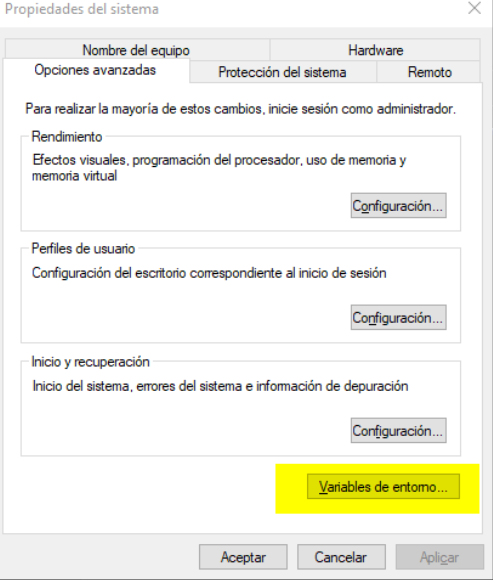 Propiedades del sistema
Nombre del equipo
Hardware
Opciones avanzadas
Protección del sistema
Remoto
Para realizar la mayoría de estos cambios, inicie sesión como administrador.
Rendimiento
Efectos visuales, programación del procesador, uso de memoria y
memoria virtual
Configuración...
Perfiles de usuario
Configuración del escritorio correspondiente al inicio de sesión
Configuración...
Inicio y recuperación
Inicio del sistema, errores del sistema e información de depuración
Configuración...
Variables de entorno...
Aceptar
Cancelar
Aplicar